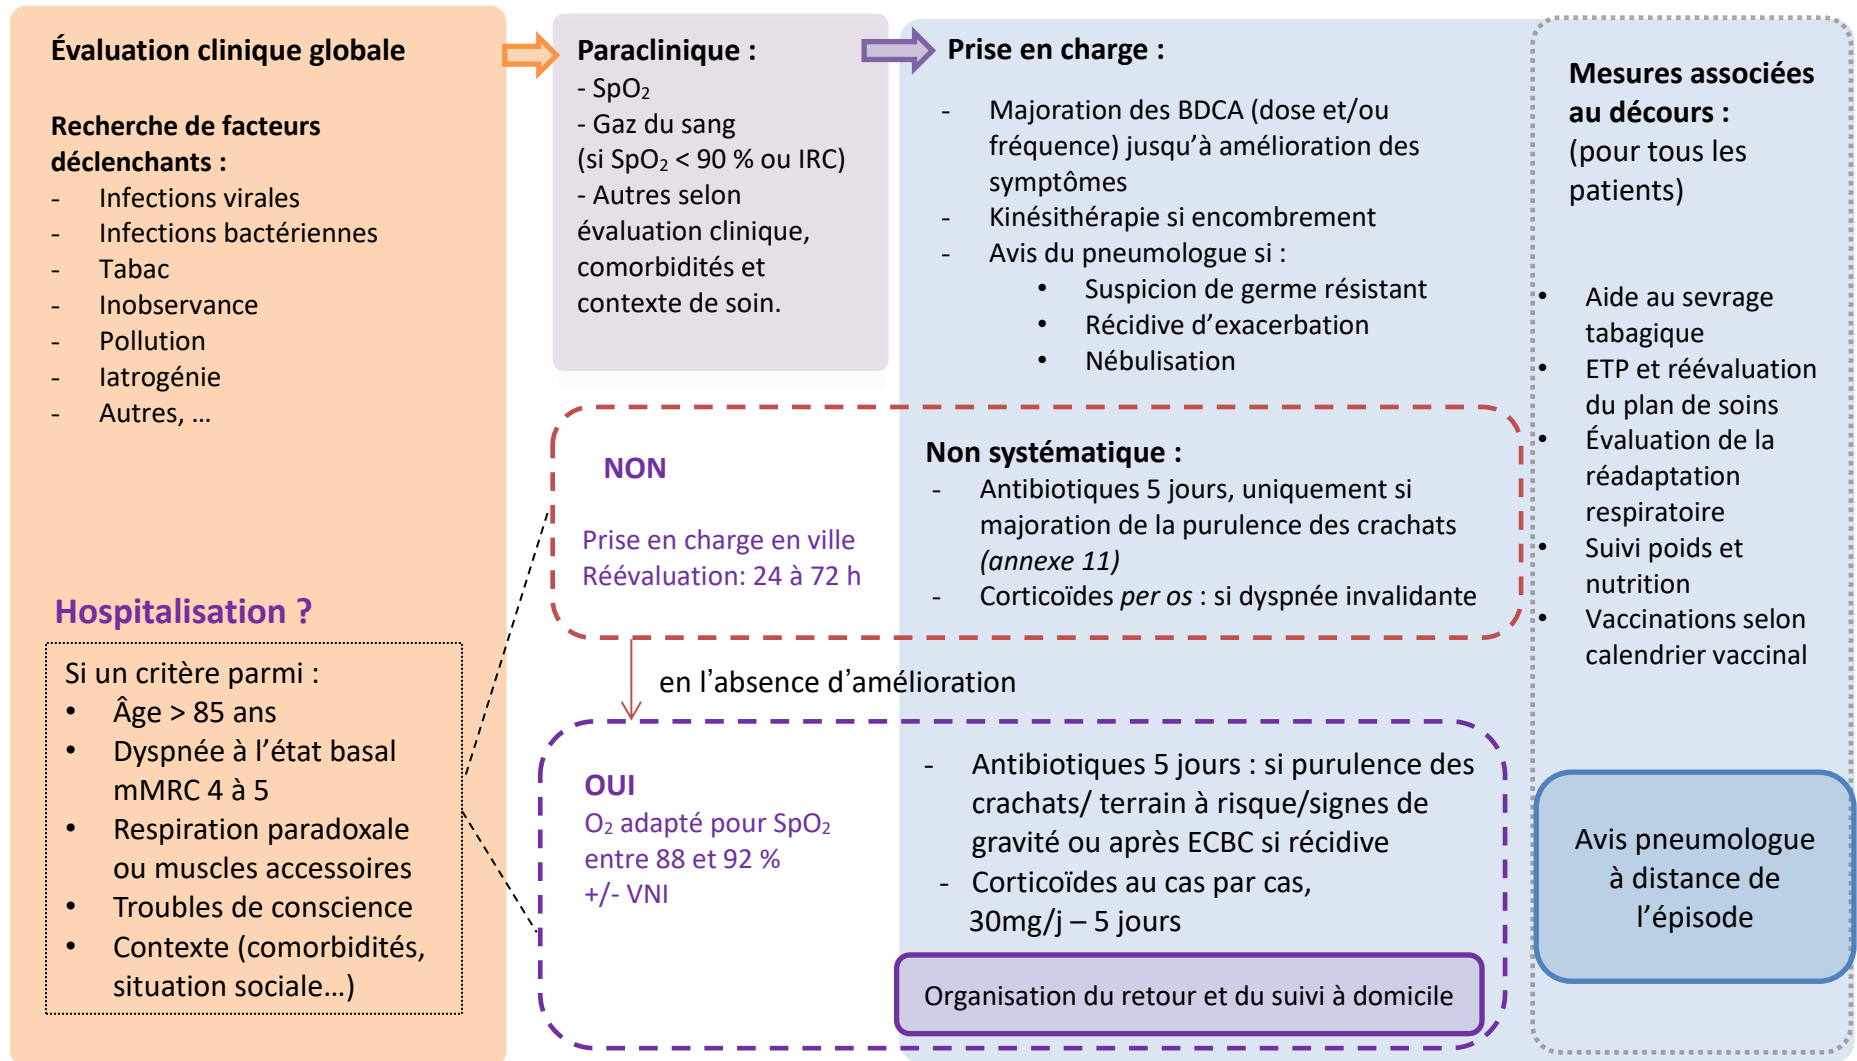 Évaluation clinique globale
Recherche de facteurs
déclenchants :
- Infections virales
- Infections bactériennes
- Tabac
- Inobservance
- Pollution
- Iatrogénie
- Autres, …
Hospitalisation ?
Si un critère parmi :
• Âge > 85 ans
• Dyspnée à l’état basal
mMRC 4 à 5
• Respiration paradoxale
ou muscles accessoires
• Troubles de conscience
• Contexte (comorbidités,
situation sociale…)
Paraclinique :
- SpO₂
- Gaz du sang
(si SpO₂ < 90 % ou IRC)
- Autres selon
évaluation clinique,
comorbidités et
contexte de soin.
Prise en charge :
- Majoration des BDCA (dose et/ou
fréquence) jusqu’à amélioration des
symptômes
- Kinésithérapie si encombrement
- Avis du pneumologue si :
• Suspicion de germe résistant
• Récidive d’exacerbation
• Nébulisation
NON
Prise en charge en ville
Réévaluation: 24 à 72 h
Non systématique :
- Antibiotiques 5 jours, uniquement si
majoration de la purulence des crachats
(annexe 11)
- Corticoïdes per os : si dyspnée invalidante
en l’absence d’amélioration
OUI
O₂ adapté pour SpO₂
entre 88 et 92 %
+/- VNI
- Antibiotiques 5 jours : si purulence des
crachats/ terrain à risque/signes de
gravité ou après ECBC si récidive
- Corticoïdes au cas par cas,
30mg/j – 5 jours
Organisation du retour et du suivi à domicile
Mesures associées
au décours :
(pour tous les
patients)
• Aide au sevrage
tabagique
• ETP et réévaluation
du plan de soins
• Évaluation de la
réadaptation
respiratoire
• Suivi poids et
nutrition
• Vaccinations selon
calendrier vaccinal
Avis pneumologue
à distance de
l’épisode